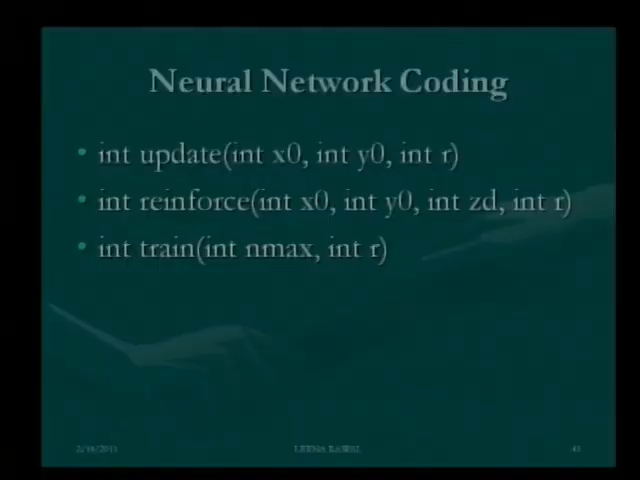 Neural Network Coding
• int update(int x0, int y0, int r)
• int reinforce(int x0, int y0, int zd, int r)
• int train(int nmax, int r)